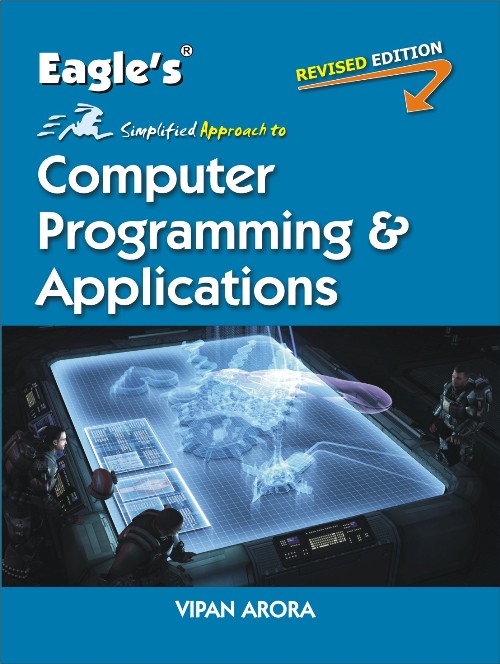 Eagle's®
REVISED EDITION
Simplified Approach to
Computer
Programming &
Applications
VIPAN ARORA